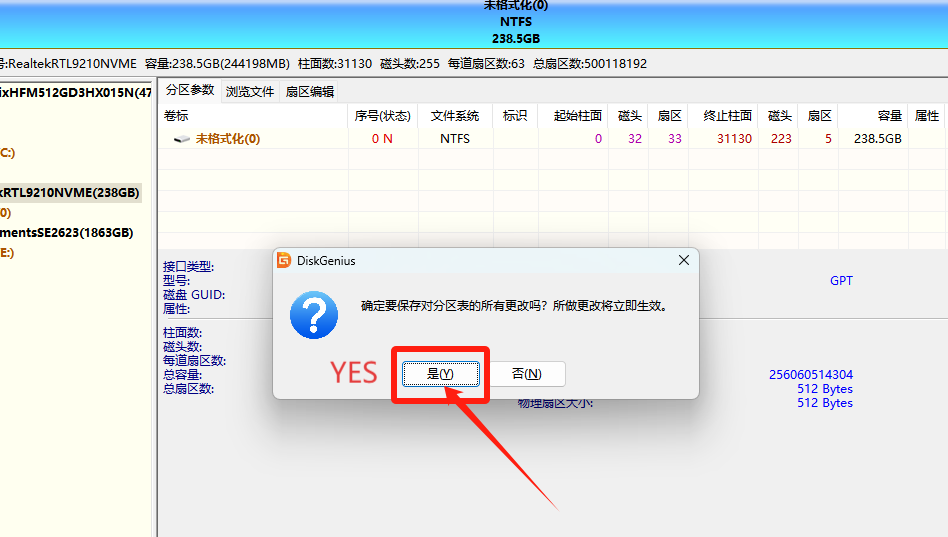 未格式化(0)
NTFS
238.5GB
号:RealtekRTL9210NVME 容量:238.5GB(244198MB) 柱面数:31130 磁头数:255 每道扇区数:63 总扇区数:500118192
ixHFM512GD3HX015N(47
C:)
kRTL9210NVME(238GB)
0)
mentsSE2623(1863GB)
E:)
分区参数 浏览文件 扇区编辑
卷标 序号(状态) 文件系统 标识 起始柱面 磁头 扇区 终止柱面 磁头 扇区 容量 属性
未格式化(0) 0 N NTFS 0 32 33 31130 223 5 238.5GB
接口类型:
型号: GPT
磁盘 GUID:
属性:
DiskGenius
确定要保存对分区表的所有更改吗？所做更改将立即生效。
YES
是(Y)
否(N)
柱面数:
磁头数:
每道扇区数:
总容量: 256060514304
总扇区数: 512 Bytes
物理扇区大小: 512 Bytes